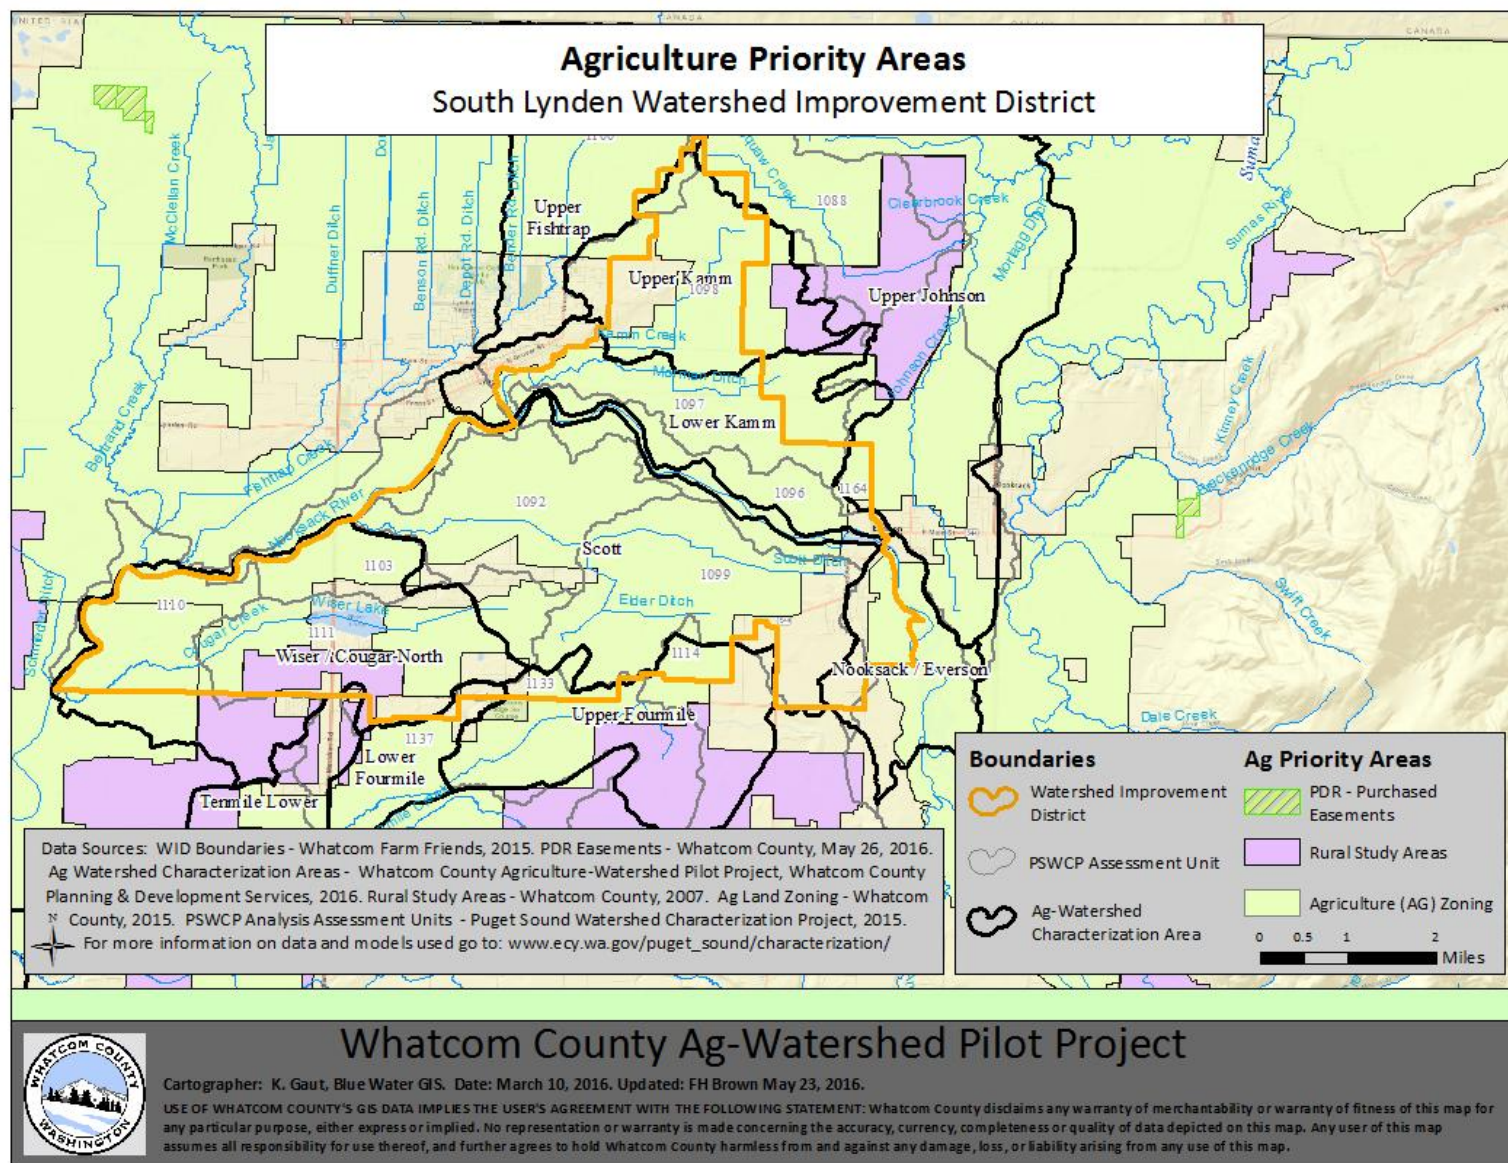 Agriculture Priority Areas
South Lynden Watershed Improvement District
CANADA
McClellan Creek
Duffner Ditch
Benson Rd. Ditch
Depot Rd. Ditch
Upper
Fishtrap
1088
Clearbrook Creek
Sumas River
Upper Kamm
1098
Upper Johnson
Johnson Creek
Kamm Creek
Mormon Ditch
1097
Lower Kamm
Kinney Creek
Breckenridge Creek
Bertrand Creek
Fishtrap Creek
Nooksack River
1092
1096
1164
Scott
Scott Ditch
1103
1099
Elder Ditch
Swift Creek
1110
Wiser Lake
Cougar Creek
1111
Wiser / Cougar-North
1114
1133
Nooksack / Everson
Upper Fourmile
Dale Creek
1137
Lower
Fourmile
Tenmile Lower
Schneider Ditch
Boundaries
Watershed Improvement
District
PSWCP Assessment Unit
Ag-Watershed
Characterization Area
Ag Priority Areas
PDR - Purchased
Easements
Rural Study Areas
Agriculture (AG) Zoning
0 0.5 1 2
Miles
Data Sources: WID Boundaries - Whatcom Farm Friends, 2015. PDR Easements - Whatcom County, May 26, 2016.
Ag Watershed Characterization Areas - Whatcom County Agriculture-Watershed Pilot Project, Whatcom County
Planning & Development Services, 2016. Rural Study Areas - Whatcom County, 2007. Ag Land Zoning - Whatcom
County, 2015. PSWCP Analysis Assessment Units - Puget Sound Watershed Characterization Project, 2015.
N
For more information on data and models used go to: www.ecy.wa.gov/puget_sound/characterization/
Whatcom County Ag-Watershed Pilot Project
WHATCOM COUNTY
WASHINGTON
Cartographer: K. Gaut, Blue Water GIS. Date: March 10, 2016. Updated: FH Brown May 23, 2016.
USE OF WHATCOM COUNTY'S GIS DATA IMPLIES THE USER'S AGREEMENT WITH THE FOLLOWING STATEMENT: Whatcom County disclaims any warranty of merchantability or warranty of fitness of this map for
any particular purpose, either express or implied. No representation or warranty is made concerning the accuracy, currency, completeness or quality of data depicted on this map. Any user of this map
assumes all responsibility for use thereof, and further agrees to hold Whatcom County harmless from and against any damage, loss, or liability arising from any use of this map.